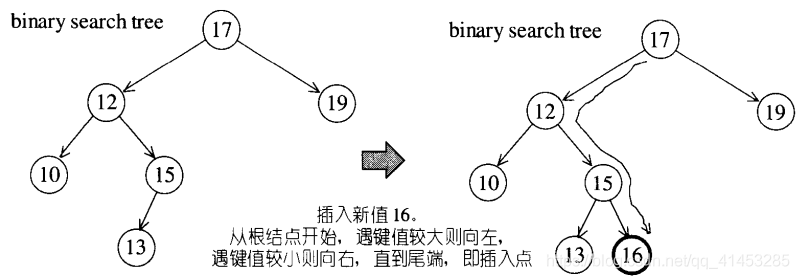 binary search tree
17
12
19
10
15
13
binary search tree
17
12
19
10
15
13
16
插入新值 16。
从根结点开始，遇键值较大则向左，
遇键值较小则向右，直到尾端，即插入点
https://blog.csdn.net/qq_41453285